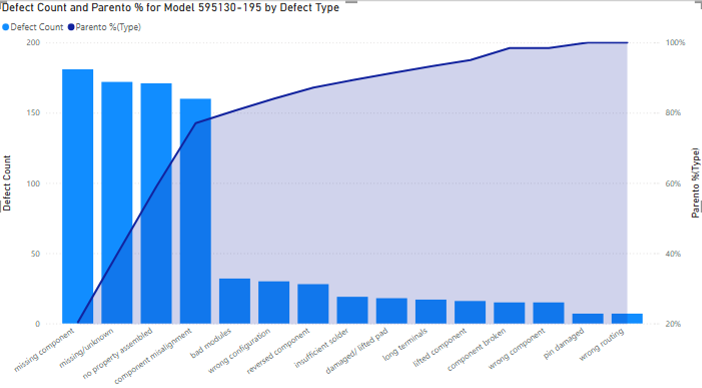 Defect Count and Parento % for Model 595130-195 by Defect Type
Defect Count Parento %(Type)
200 100%
150 80%
100 60%
50 40%
0 20%
Defect Count
Parento %(Type)
missing component
missing/unknown
no property assembled
component misalignment
bad modules
wrong configuration
reversed component
insufficient solder
damaged/ lifted pad
long terminals
lifted component
component broken
wrong component
pin damaged
wrong routing